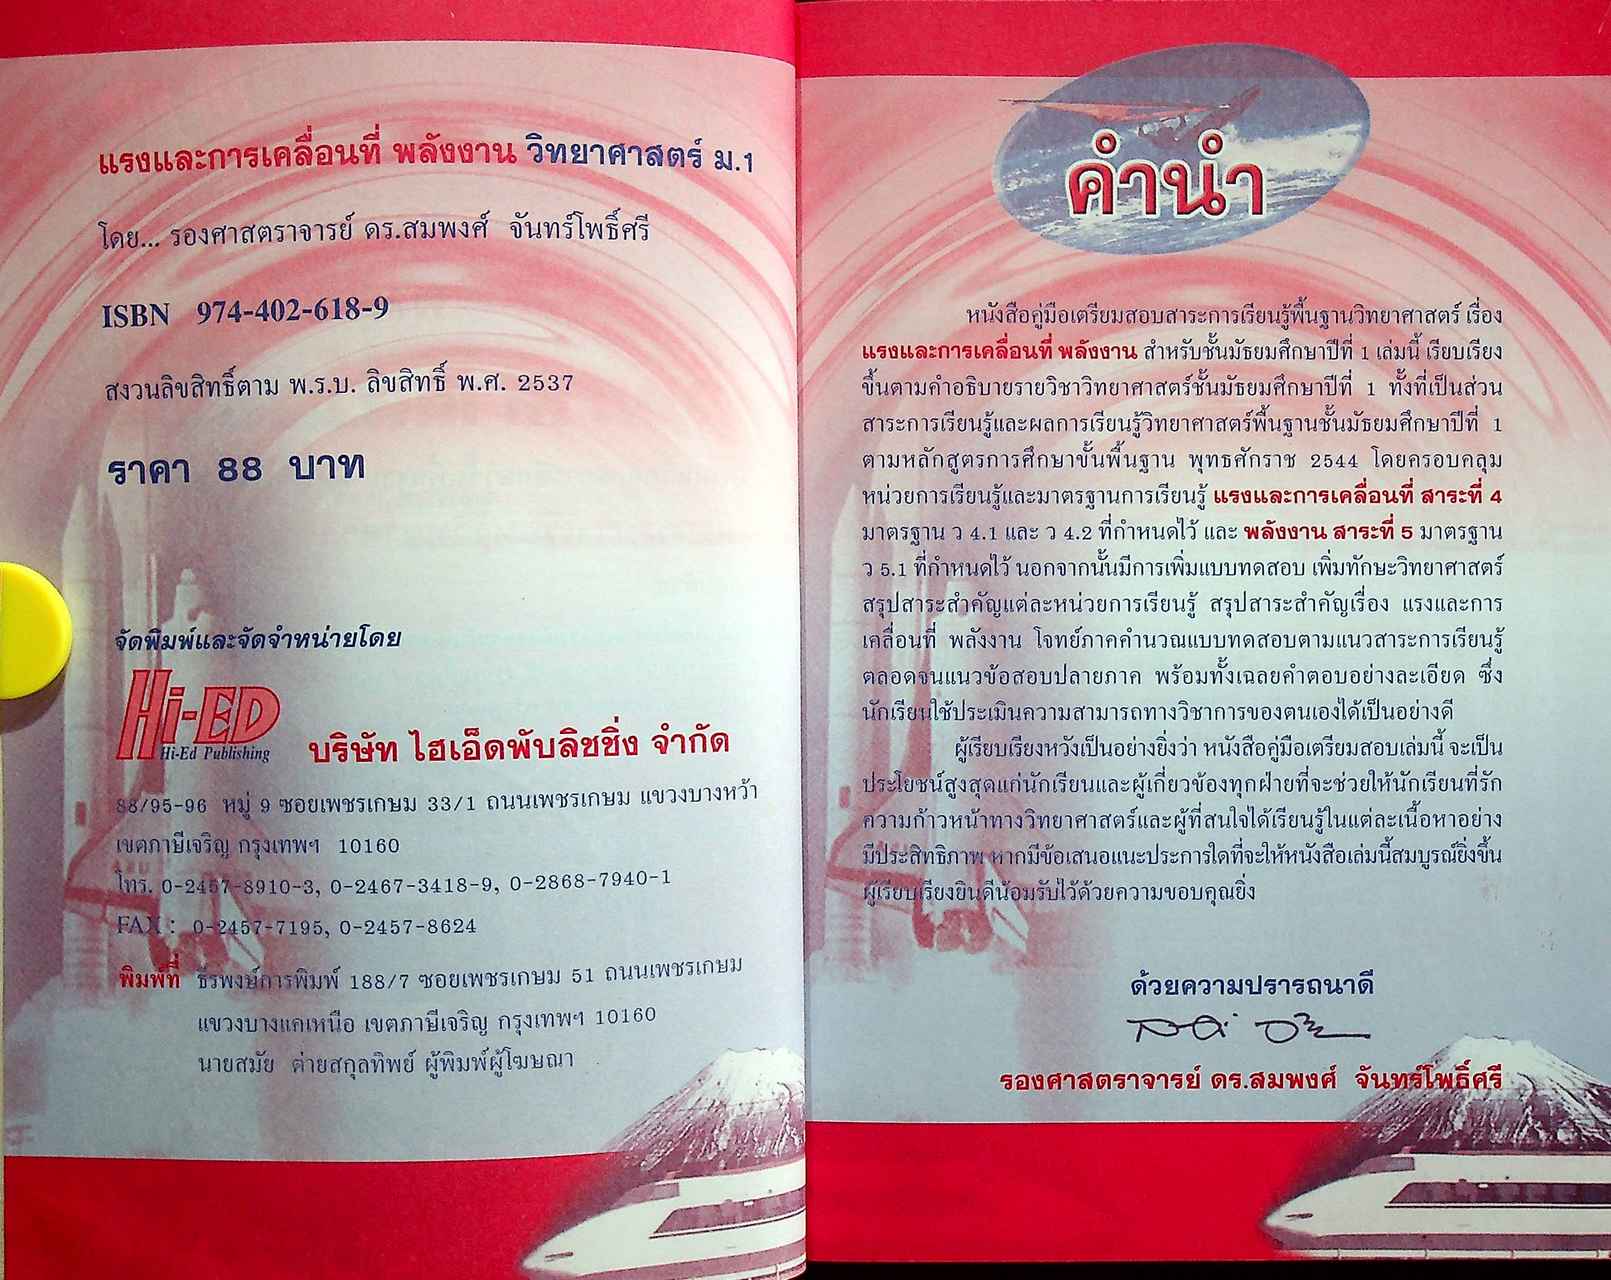 แรงและการเคลื่อนที่ พลังงาน วิทยาศาสตร์ ม.1
โดย... รองศาสตราจารย์ ดร.สมพงศ์ จันทร์โพธิ์ศรี
ISBN 974-402-618-9
สงวนลิขสิทธิ์ตาม พ.ร.บ. ลิขสิทธิ์ พ.ศ. 2537
ราคา 88 บาท
จัดพิมพ์และจัดจำหน่ายโดย
Hi-ED
Hi-Ed Publishing
บริษัท ไฮเอ็ดพับลิชชิ่ง จำกัด
88/95-96 หมู่ 9 ซอยเพชรเกษม 33/1 ถนนเพชรเกษม แขวงบางหว้า
เขตภาษีเจริญ กรุงเทพฯ 10160
โทร. 0-2457-8910-3, 0-2467-3418-9, 0-2868-7940-1
FAX : 0-2457-7195, 0-2457-8624
พิมพ์ที่ ธีรพงษ์การพิมพ์ 188/7 ซอยเพชรเกษม 51 ถนนเพชรเกษม
แขวงบางแคเหนือ เขตภาษีเจริญ กรุงเทพฯ 10160
นายสมัย ต่ายสกุลทิพย์ ผู้พิมพ์ผู้โฆษณา
คำนำ
หนังสือคู่มือเตรียมสอบสาระการเรียนรู้พื้นฐานวิทยาศาสตร์ เรื่อง
แรงและการเคลื่อนที่ พลังงาน สำหรับชั้นมัธยมศึกษาปีที่ 1 เล่มนี้ เรียบเรียง
ขึ้นตามคำอธิบายรายวิชาวิทยาศาสตร์ชั้นมัธยมศึกษาปีที่ 1 ทั้งที่เป็นส่วน
สาระการเรียนรู้และผลการเรียนรู้วิทยาศาสตร์พื้นฐานชั้นมัธยมศึกษาปีที่ 1
ตามหลักสูตรการศึกษาขั้นพื้นฐาน พุทธศักราช 2544 โดยครอบคลุม
หน่วยการเรียนรู้และมาตรฐานการเรียนรู้ แรงและการเคลื่อนที่ สาระที่ 4
มาตรฐาน ว 4.1 และ ว 4.2 ที่กำหนดไว้ และ พลังงาน สาระที่ 5 มาตรฐาน
ว 5.1 ที่กำหนดไว้ นอกจากนั้นมีการเพิ่มแบบทดสอบ เพิ่มทักษะวิทยาศาสตร์
สรุปสาระสำคัญแต่ละหน่วยการเรียนรู้ สรุปสาระสำคัญเรื่อง แรงและการ
เคลื่อนที่ พลังงาน โจทย์ภาคคำนวณแบบทดสอบตามแนวสาระการเรียนรู้
ตลอดจนแนวข้อสอบปลายภาค พร้อมทั้งเฉลยคำตอบอย่างละเอียด ซึ่ง
นักเรียนใช้ประเมินความสามารถทางวิชาการของตนเองได้เป็นอย่างดี
ผู้เรียบเรียงหวังเป็นอย่างยิ่งว่า หนังสือคู่มือเตรียมสอบเล่มนี้ จะเป็น
ประโยชน์สูงสุดแก่นักเรียนและผู้เกี่ยวข้องทุกฝ่ายที่จะช่วยให้นักเรียนที่รัก
ความก้าวหน้าทางวิทยาศาสตร์และผู้ที่สนใจได้เรียนรู้ในแต่ละเนื้อหาอย่าง
มีประสิทธิภาพ หากมีข้อเสนอแนะประการใดที่จะให้หนังสือเล่มนี้สมบูรณ์ยิ่งขึ้น
ผู้เรียบเรียงยินดีน้อมรับไว้ด้วยความขอบคุณยิ่ง
ด้วยความปรารถนาดี
รองศาสตราจารย์ ดร.สมพงศ์ จันทร์โพธิ์ศรี